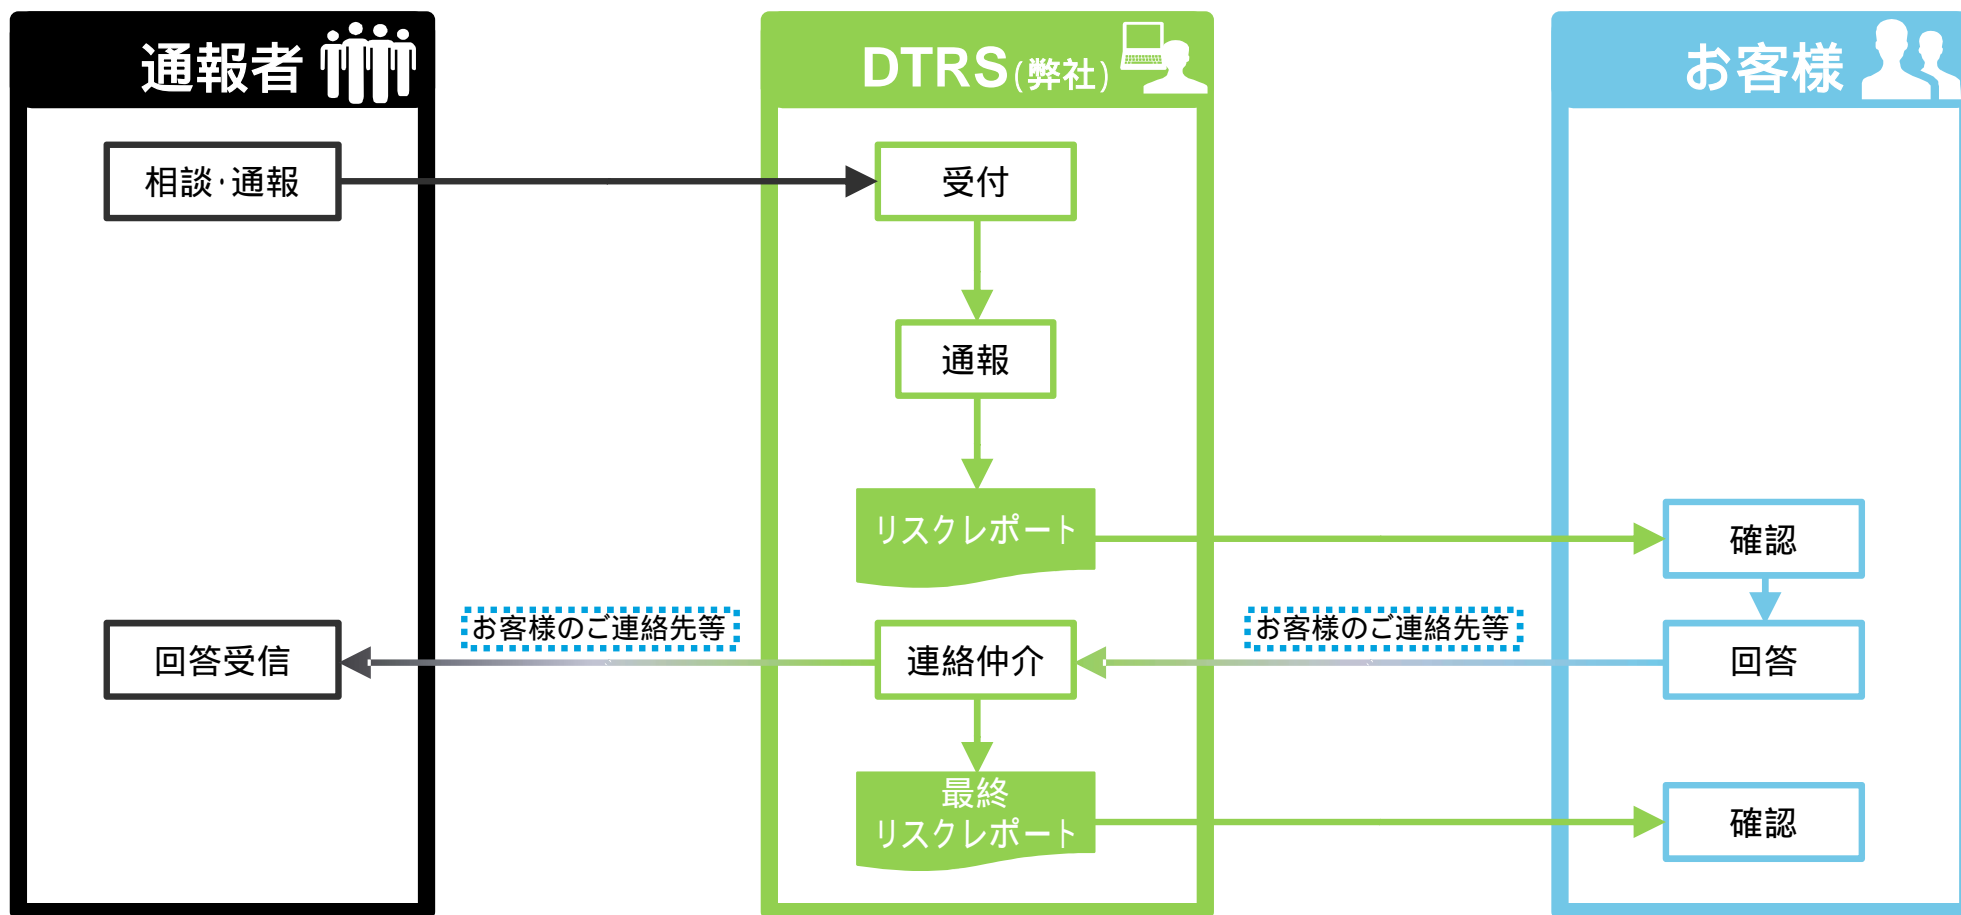 通報者
DTRS(弊社)
お客様
相談・通報
受付
通報
リスクレポート
確認
お客様のご連絡先等
お客様のご連絡先等
回答受信
連絡仲介
回答
最終
リスクレポート
確認